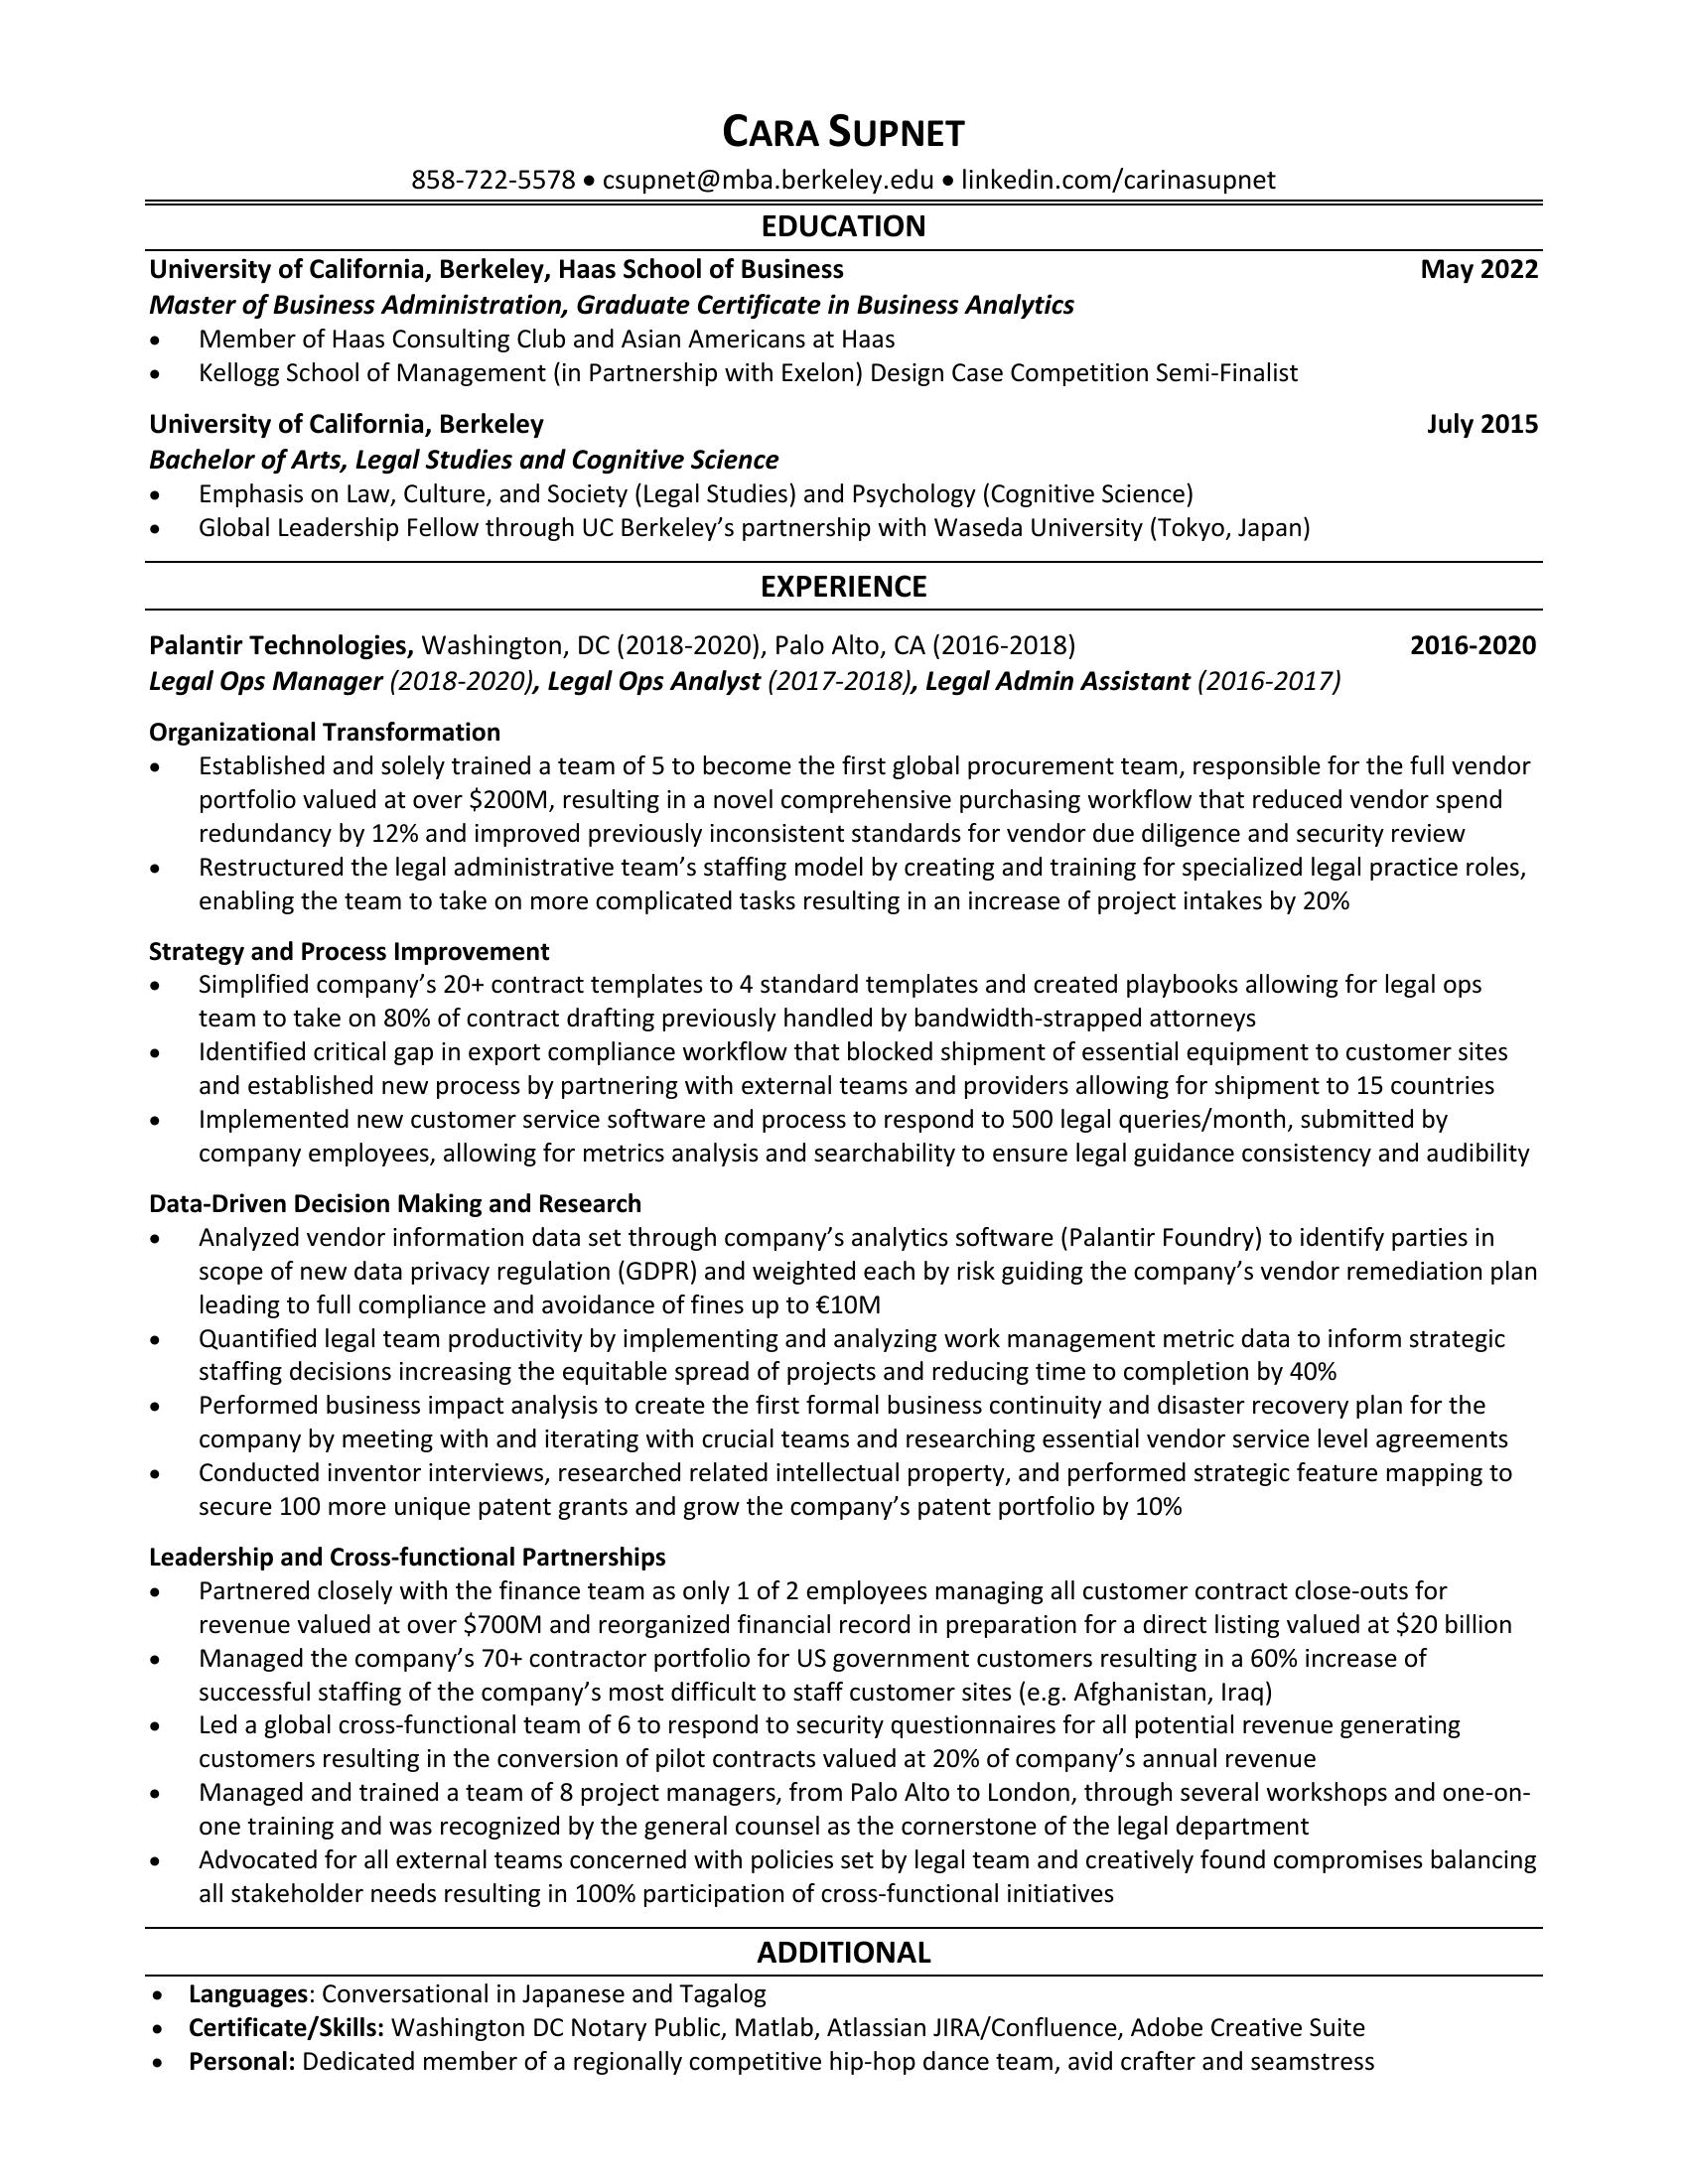 CARA SUPNET
858-722-5578 • csupnet@mba.berkeley.edu • linkedin.com/carinasupnet
EDUCATION
University of California, Berkeley, Haas School of Business May 2022
Master of Business Administration, Graduate Certificate in Business Analytics
• Member of Haas Consulting Club and Asian Americans at Haas
• Kellogg School of Management (in Partnership with Exelon) Design Case Competition Semi-Finalist
University of California, Berkeley July 2015
Bachelor of Arts, Legal Studies and Cognitive Science
• Emphasis on Law, Culture, and Society (Legal Studies) and Psychology (Cognitive Science)
• Global Leadership Fellow through UC Berkeley’s partnership with Waseda University (Tokyo, Japan)
EXPERIENCE
Palantir Technologies, Washington, DC (2018-2020), Palo Alto, CA (2016-2018) 2016-2020
Legal Ops Manager (2018-2020), Legal Ops Analyst (2017-2018), Legal Admin Assistant (2016-2017)
Organizational Transformation
• Established and solely trained a team of 5 to become the first global procurement team, responsible for the full vendor
portfolio valued at over $200M, resulting in a novel comprehensive purchasing workflow that reduced vendor spend
redundancy by 12% and improved previously inconsistent standards for vendor due diligence and security review
• Restructured the legal administrative team’s staffing model by creating and training for specialized legal practice roles,
enabling the team to take on more complicated tasks resulting in an increase of project intakes by 20%
Strategy and Process Improvement
• Simplified company’s 20+ contract templates to 4 standard templates and created playbooks allowing for legal ops
team to take on 80% of contract drafting previously handled by bandwidth-strapped attorneys
• Identified critical gap in export compliance workflow that blocked shipment of essential equipment to customer sites
and established new process by partnering with external teams and providers allowing for shipment to 15 countries
• Implemented new customer service software and process to respond to 500 legal queries/month, submitted by
company employees, allowing for metrics analysis and searchability to ensure legal guidance consistency and audibility
Data-Driven Decision Making and Research
• Analyzed vendor information data set through company’s analytics software (Palantir Foundry) to identify parties in
scope of new data privacy regulation (GDPR) and weighted each by risk guiding the company’s vendor remediation plan
leading to full compliance and avoidance of fines up to €10M
• Quantified legal team productivity by implementing and analyzing work management metric data to inform strategic
staffing decisions increasing the equitable spread of projects and reducing time to completion by 40%
• Performed business impact analysis to create the first formal business continuity and disaster recovery plan for the
company by meeting with and iterating with crucial teams and researching essential vendor service level agreements
• Conducted inventor interviews, researched related intellectual property, and performed strategic feature mapping to
secure 100 more unique patent grants and grow the company’s patent portfolio by 10%
Leadership and Cross-functional Partnerships
• Partnered closely with the finance team as only 1 of 2 employees managing all customer contract close-outs for
revenue valued at over $700M and reorganized financial record in preparation for a direct listing valued at $20 billion
• Managed the company’s 70+ contractor portfolio for US government customers resulting in a 60% increase of
successful staffing of the company’s most difficult to staff customer sites (e.g. Afghanistan, Iraq)
• Led a global cross-functional team of 6 to respond to security questionnaires for all potential revenue generating
customers resulting in the conversion of pilot contracts valued at 20% of company’s annual revenue
• Managed and trained a team of 8 project managers, from Palo Alto to London, through several workshops and one-on-
one training and was recognized by the general counsel as the cornerstone of the legal department
• Advocated for all external teams concerned with policies set by legal team and creatively found compromises balancing
all stakeholder needs resulting in 100% participation of cross-functional initiatives
ADDITIONAL
• Languages: Conversational in Japanese and Tagalog
• Certificate/Skills: Washington DC Notary Public, Matlab, Atlassian JIRA/Confluence, Adobe Creative Suite
• Personal: Dedicated member of a regionally competitive hip-hop dance team, avid crafter and seamstress